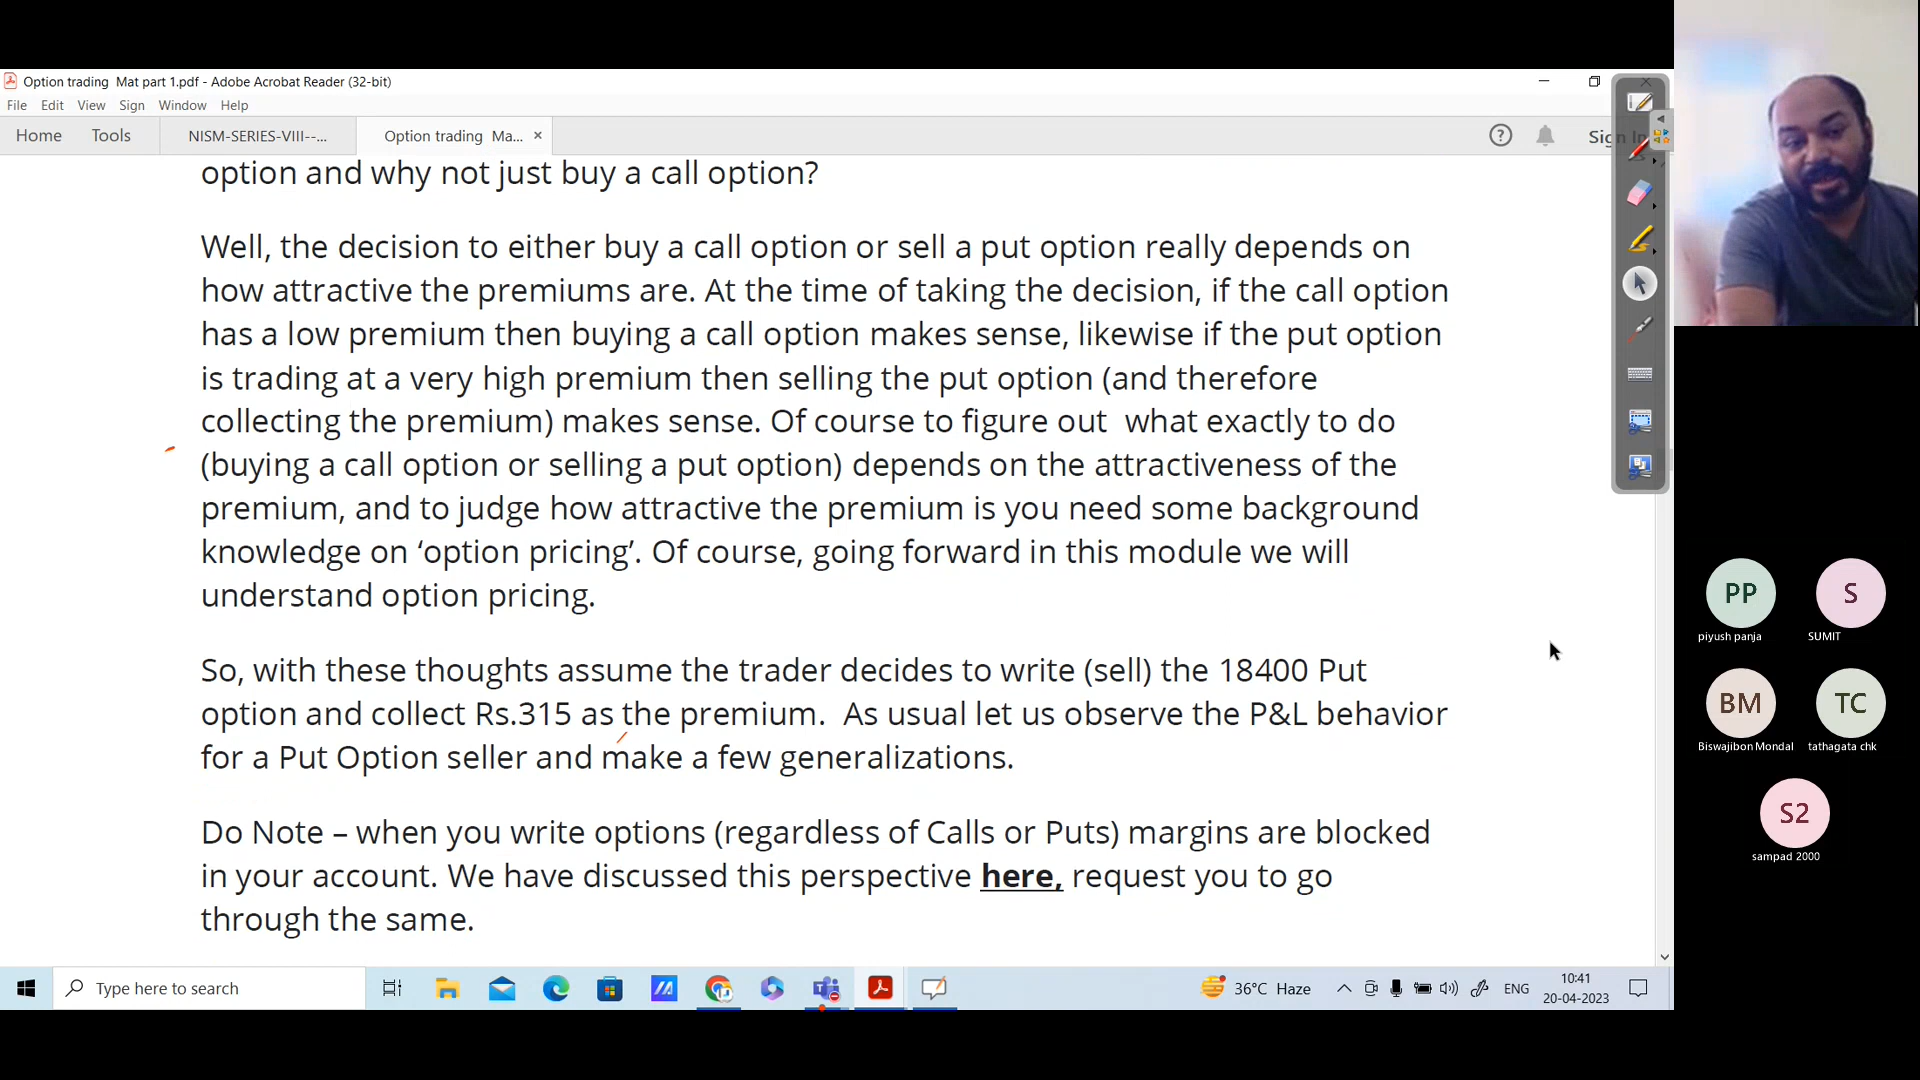 Option trading  Mat part 1.pdf - Adobe Acrobat Reader (32-bit)
File Edit View Sign Window Help
Home Tools NISM-SERIES-VIII--... Option trading  Ma... × Sign In
option and why not just buy a call option?
Well, the decision to either buy a call option or sell a put option really depends on
how attractive the premiums are. At the time of taking the decision, if the call option
has a low premium then buying a call option makes sense, likewise if the put option
is trading at a very high premium then selling the put option (and therefore
collecting the premium) makes sense. Of course to figure out  what exactly to do
(buying a call option or selling a put option) depends on the attractiveness of the
premium, and to judge how attractive the premium is you need some background
knowledge on ‘option pricing’. Of course, going forward in this module we will
understand option pricing.
So, with these thoughts assume the trader decides to write (sell) the 18400 Put
option and collect Rs.315 as the premium.  As usual let us observe the P&L behavior
for a Put Option seller and make a few generalizations.
Do Note – when you write options (regardless of Calls or Puts) margins are blocked
in your account. We have discussed this perspective here, request you to go
through the same.
PP S
piyush panja SUMIT
BM TC
Biswajibon Mondal tathagata chk
S2
sampad 2000
Type here to search 36°C Haze ENG 10:41
20-04-2023